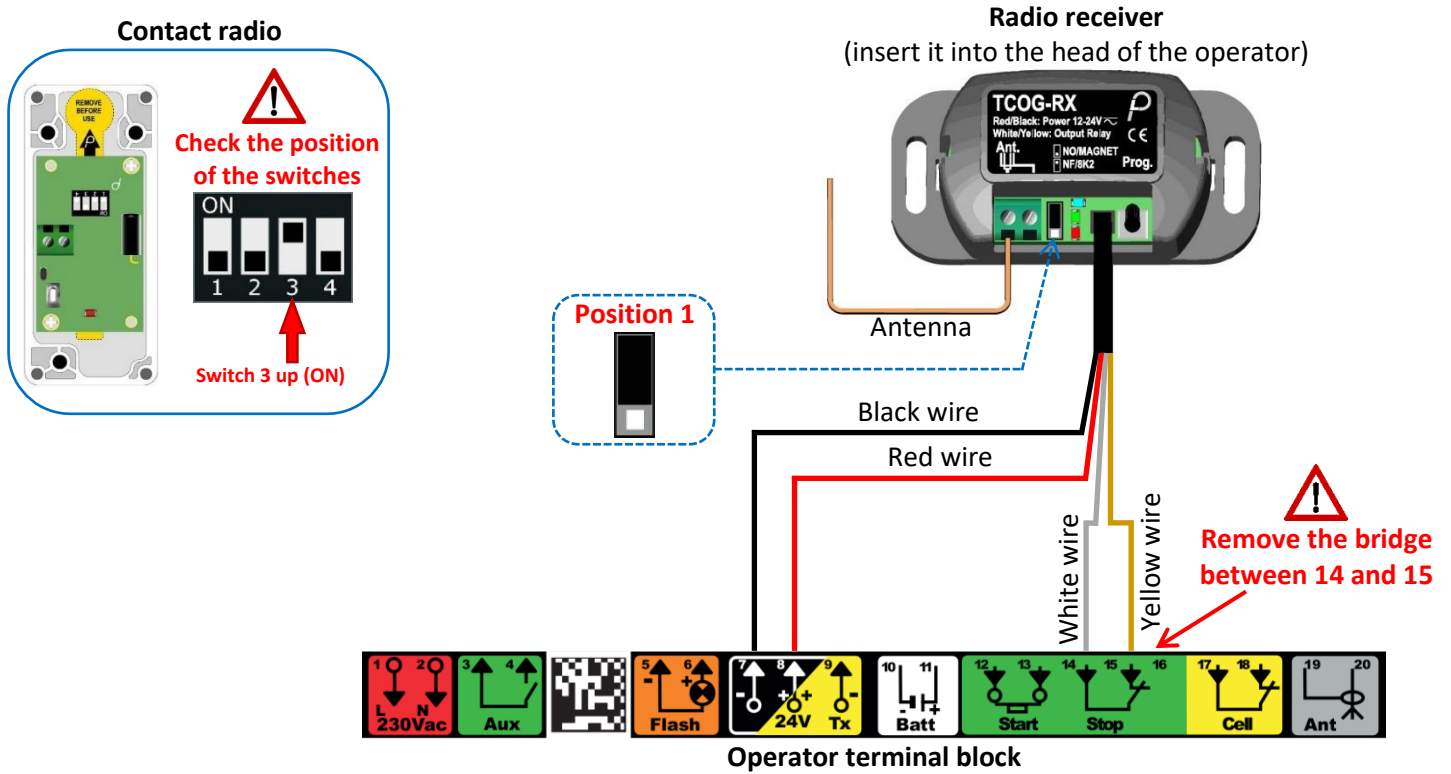 Contact radio
REMOVE
BEFORE
USE
Check the position
of the switches
ON
1 2 3 4
Switch 3 up (ON)
Radio receiver
(insert it into the head of the operator)
TCOG-RX
Red/Black: Power 12-24V
White/Yellow: Output Relay
CE
Ant.
NO/MAGNET
NF/8K2
Prog.
Position 1
Antenna
Black wire
Red wire
White wire
Yellow wire
Remove the bridge
between 14 and 15
1 2 3 4 5 6 7 8 9 10 11 12 13 14 15 16 17 18 19 20
L N
230Vac Aux Flash 24V Tx Batt Start Stop Cell Ant
Operator terminal block